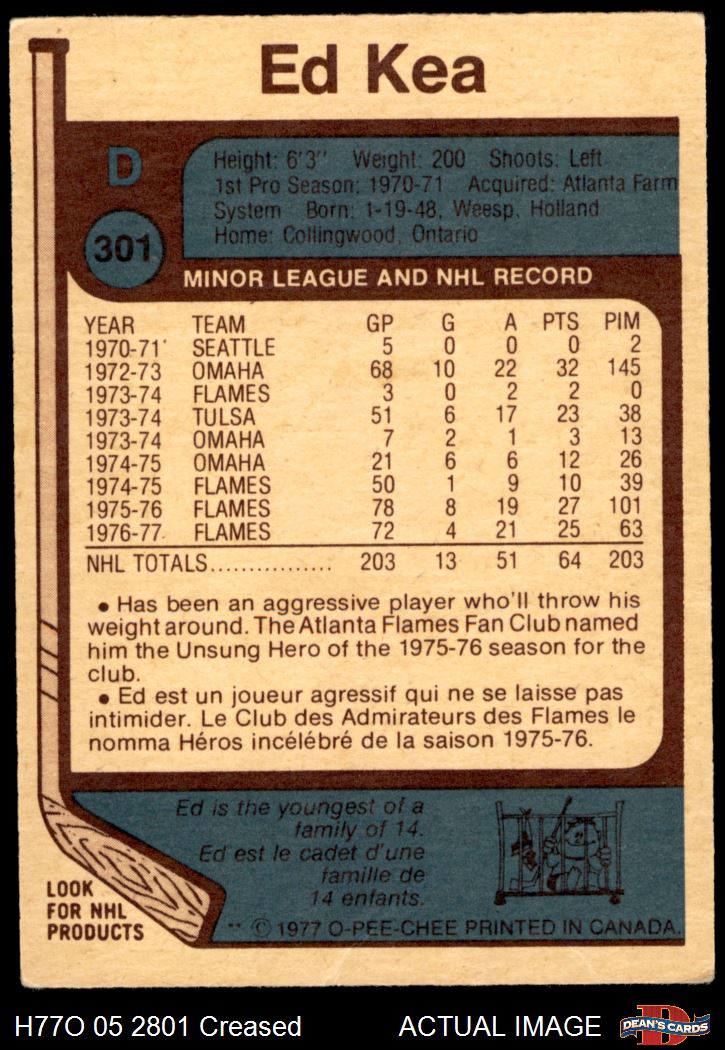 Ed Kea
D
Height: 6'3" Weight: 200 Shoots: Left
1st Pro Season: 1970-71 Acquired: Atlanta Farm
System Born: 1-19-48, Weesp, Holland
Home: Collingwood, Ontario
301
MINOR LEAGUE AND NHL RECORD
YEAR TEAM GP G A PTS PIM
1970-71 SEATTLE 5 0 0 0 2
1972-73 OMAHA 68 10 22 32 145
1973-74 FLAMES 3 0 2 2 0
1973-74 TULSA 51 6 17 23 38
1973-74 OMAHA 7 2 1 3 13
1974-75 OMAHA 21 6 6 12 26
1974-75 FLAMES 50 1 9 10 39
1975-76 FLAMES 78 8 19 27 101
1976-77 FLAMES 72 4 21 25 63
NHL TOTALS................ 203 13 51 64 203
• Has been an aggressive player who'll throw his
weight around. The Atlanta Flames Fan Club named
him the Unsung Hero of the 1975-76 season for the
club.
• Ed est un joueur agressif qui ne se laisse pas
intimider. Le Club des Admirateurs des Flames le
nomma Héros incélébré de la saison 1975-76.
Ed is the youngest of a
family of 14.
Ed est le cadet d'une
famille de
14 enfants.
LOOK
FOR NHL
PRODUCTS
** © 1977 O-PEE-CHEE PRINTED IN CANADA.
H77O 05 2801 Creased ACTUAL IMAGE
DEAN'S CARDS